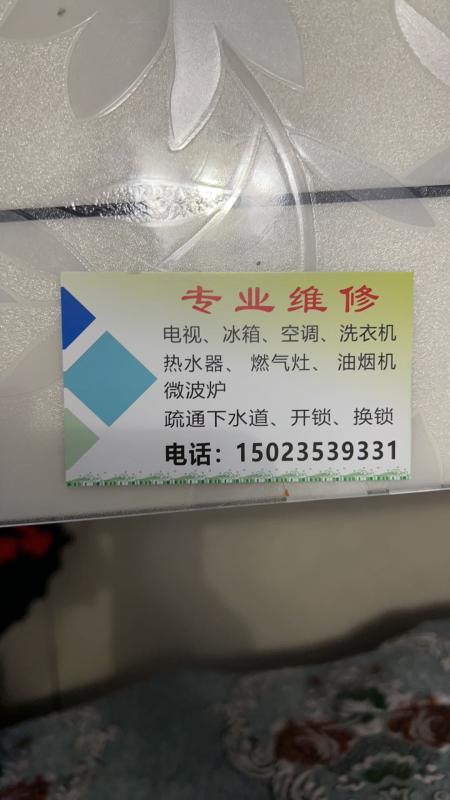 专业维修
电视、冰箱、空调、洗衣机
热水器、燃气灶、油烟机
微波炉
疏通下水道、开锁、换锁
电话：15023539331